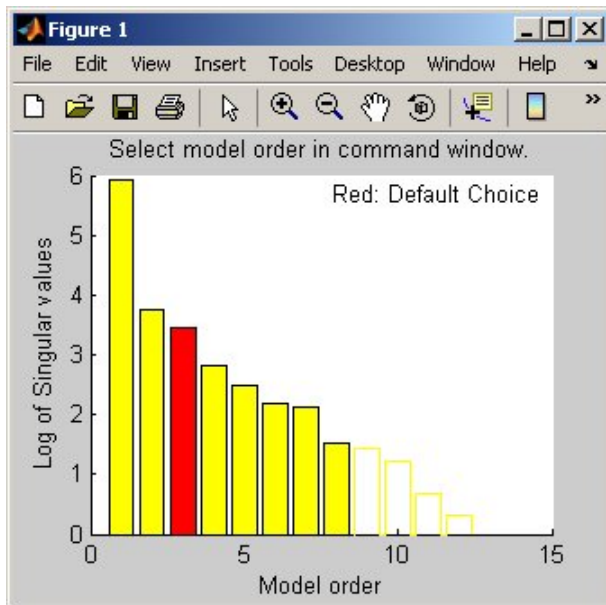 Figure 1
File Edit View Insert Tools Desktop Window Help
Select model order in command window.
Red: Default Choice
Log of Singular values
6
5
4
3
2
1
0
0 5 10 15
Model order